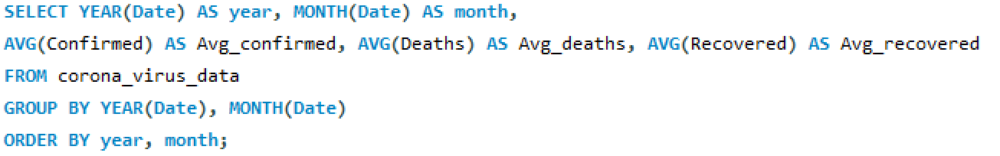 SELECT YEAR(Date) AS year, MONTH(Date) AS month,
AVG(Confirmed) AS Avg_confirmed, AVG(Deaths) AS Avg_deaths, AVG(Recovered) AS Avg_recovered
FROM corona_virus_data
GROUP BY YEAR(Date), MONTH(Date)
ORDER BY year, month;